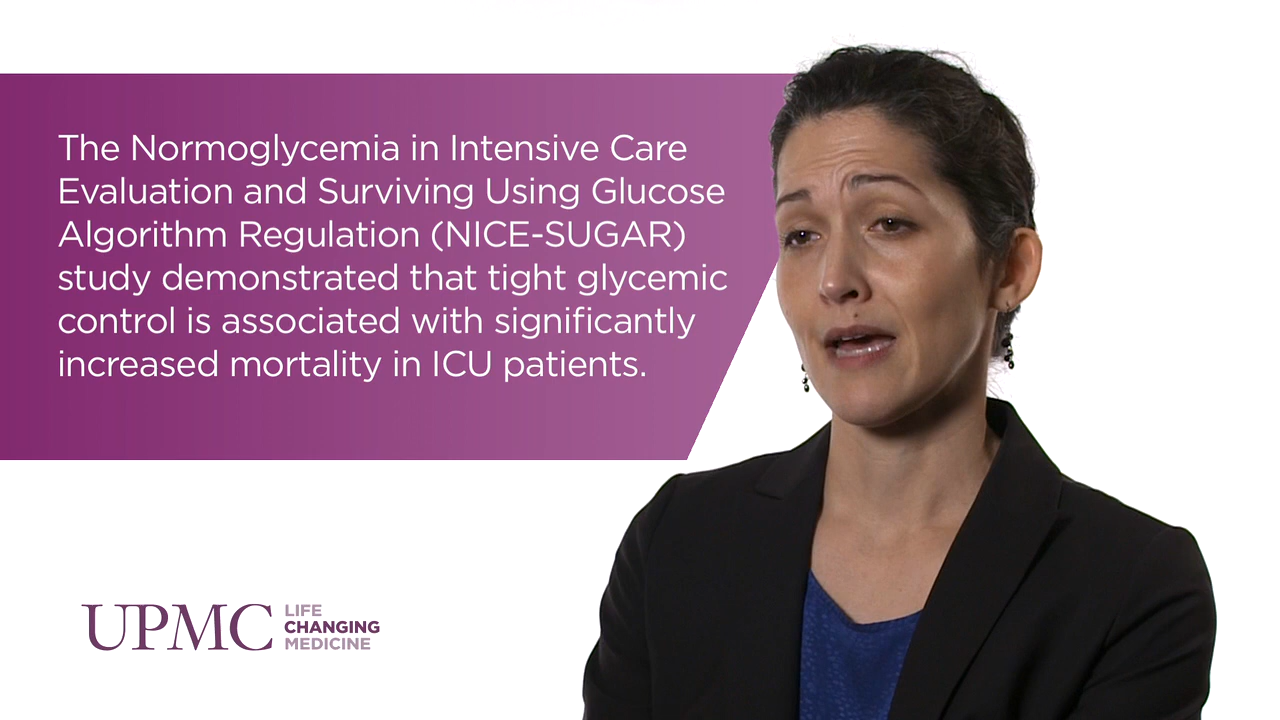 The Normoglycemia in Intensive Care
Evaluation and Surviving Using Glucose
Algorithm Regulation (NICE-SUGAR)
study demonstrated that tight glycemic
control is associated with significantly
increased mortality in ICU patients.
UPMC LIFE
CHANGING
MEDICINE